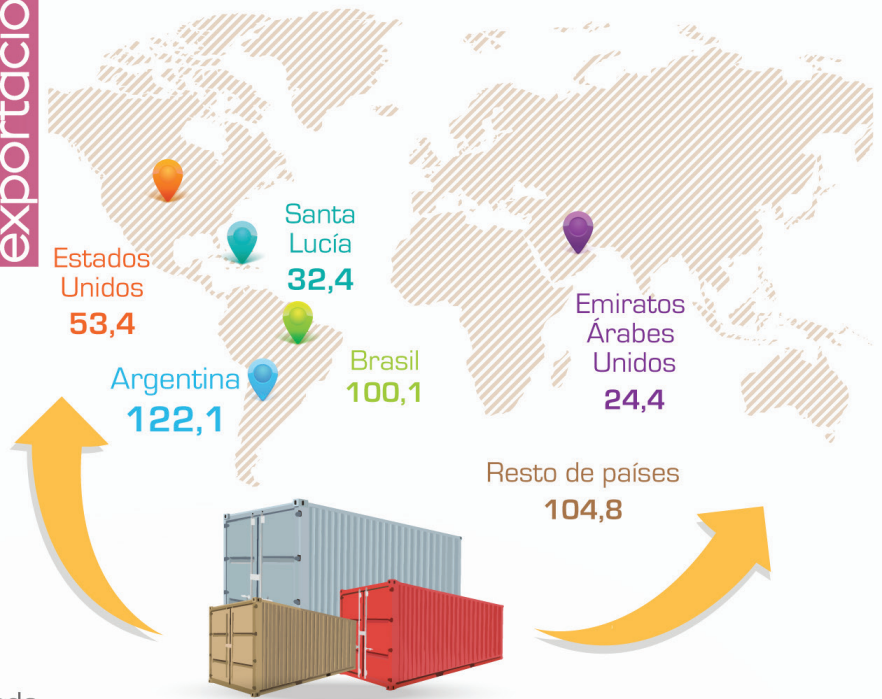 exportacio
Estados
Unidos
53,4
Santa
Lucía
32,4
Argentina
122,1
Brasil
100,1
Emiratos
Árabes
Unidos
24,4
Resto de países
104,8